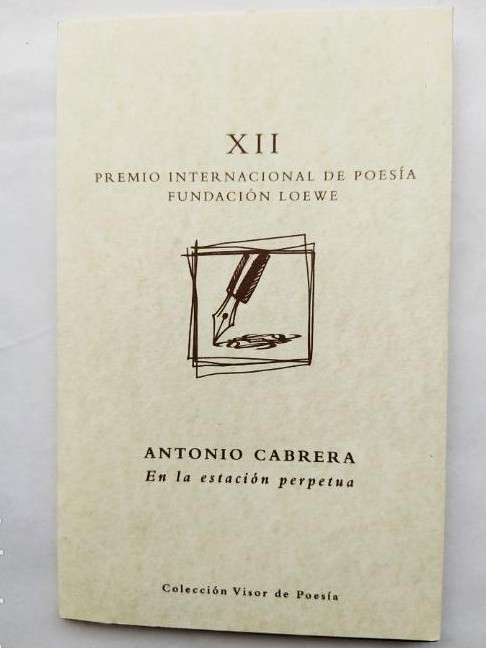 XII
PREMIO INTERNACIONAL DE POESÍA
FUNDACIÓN LOEWE
ANTONIO CABRERA
En la estación perpetua
Colección Visor de Poesía